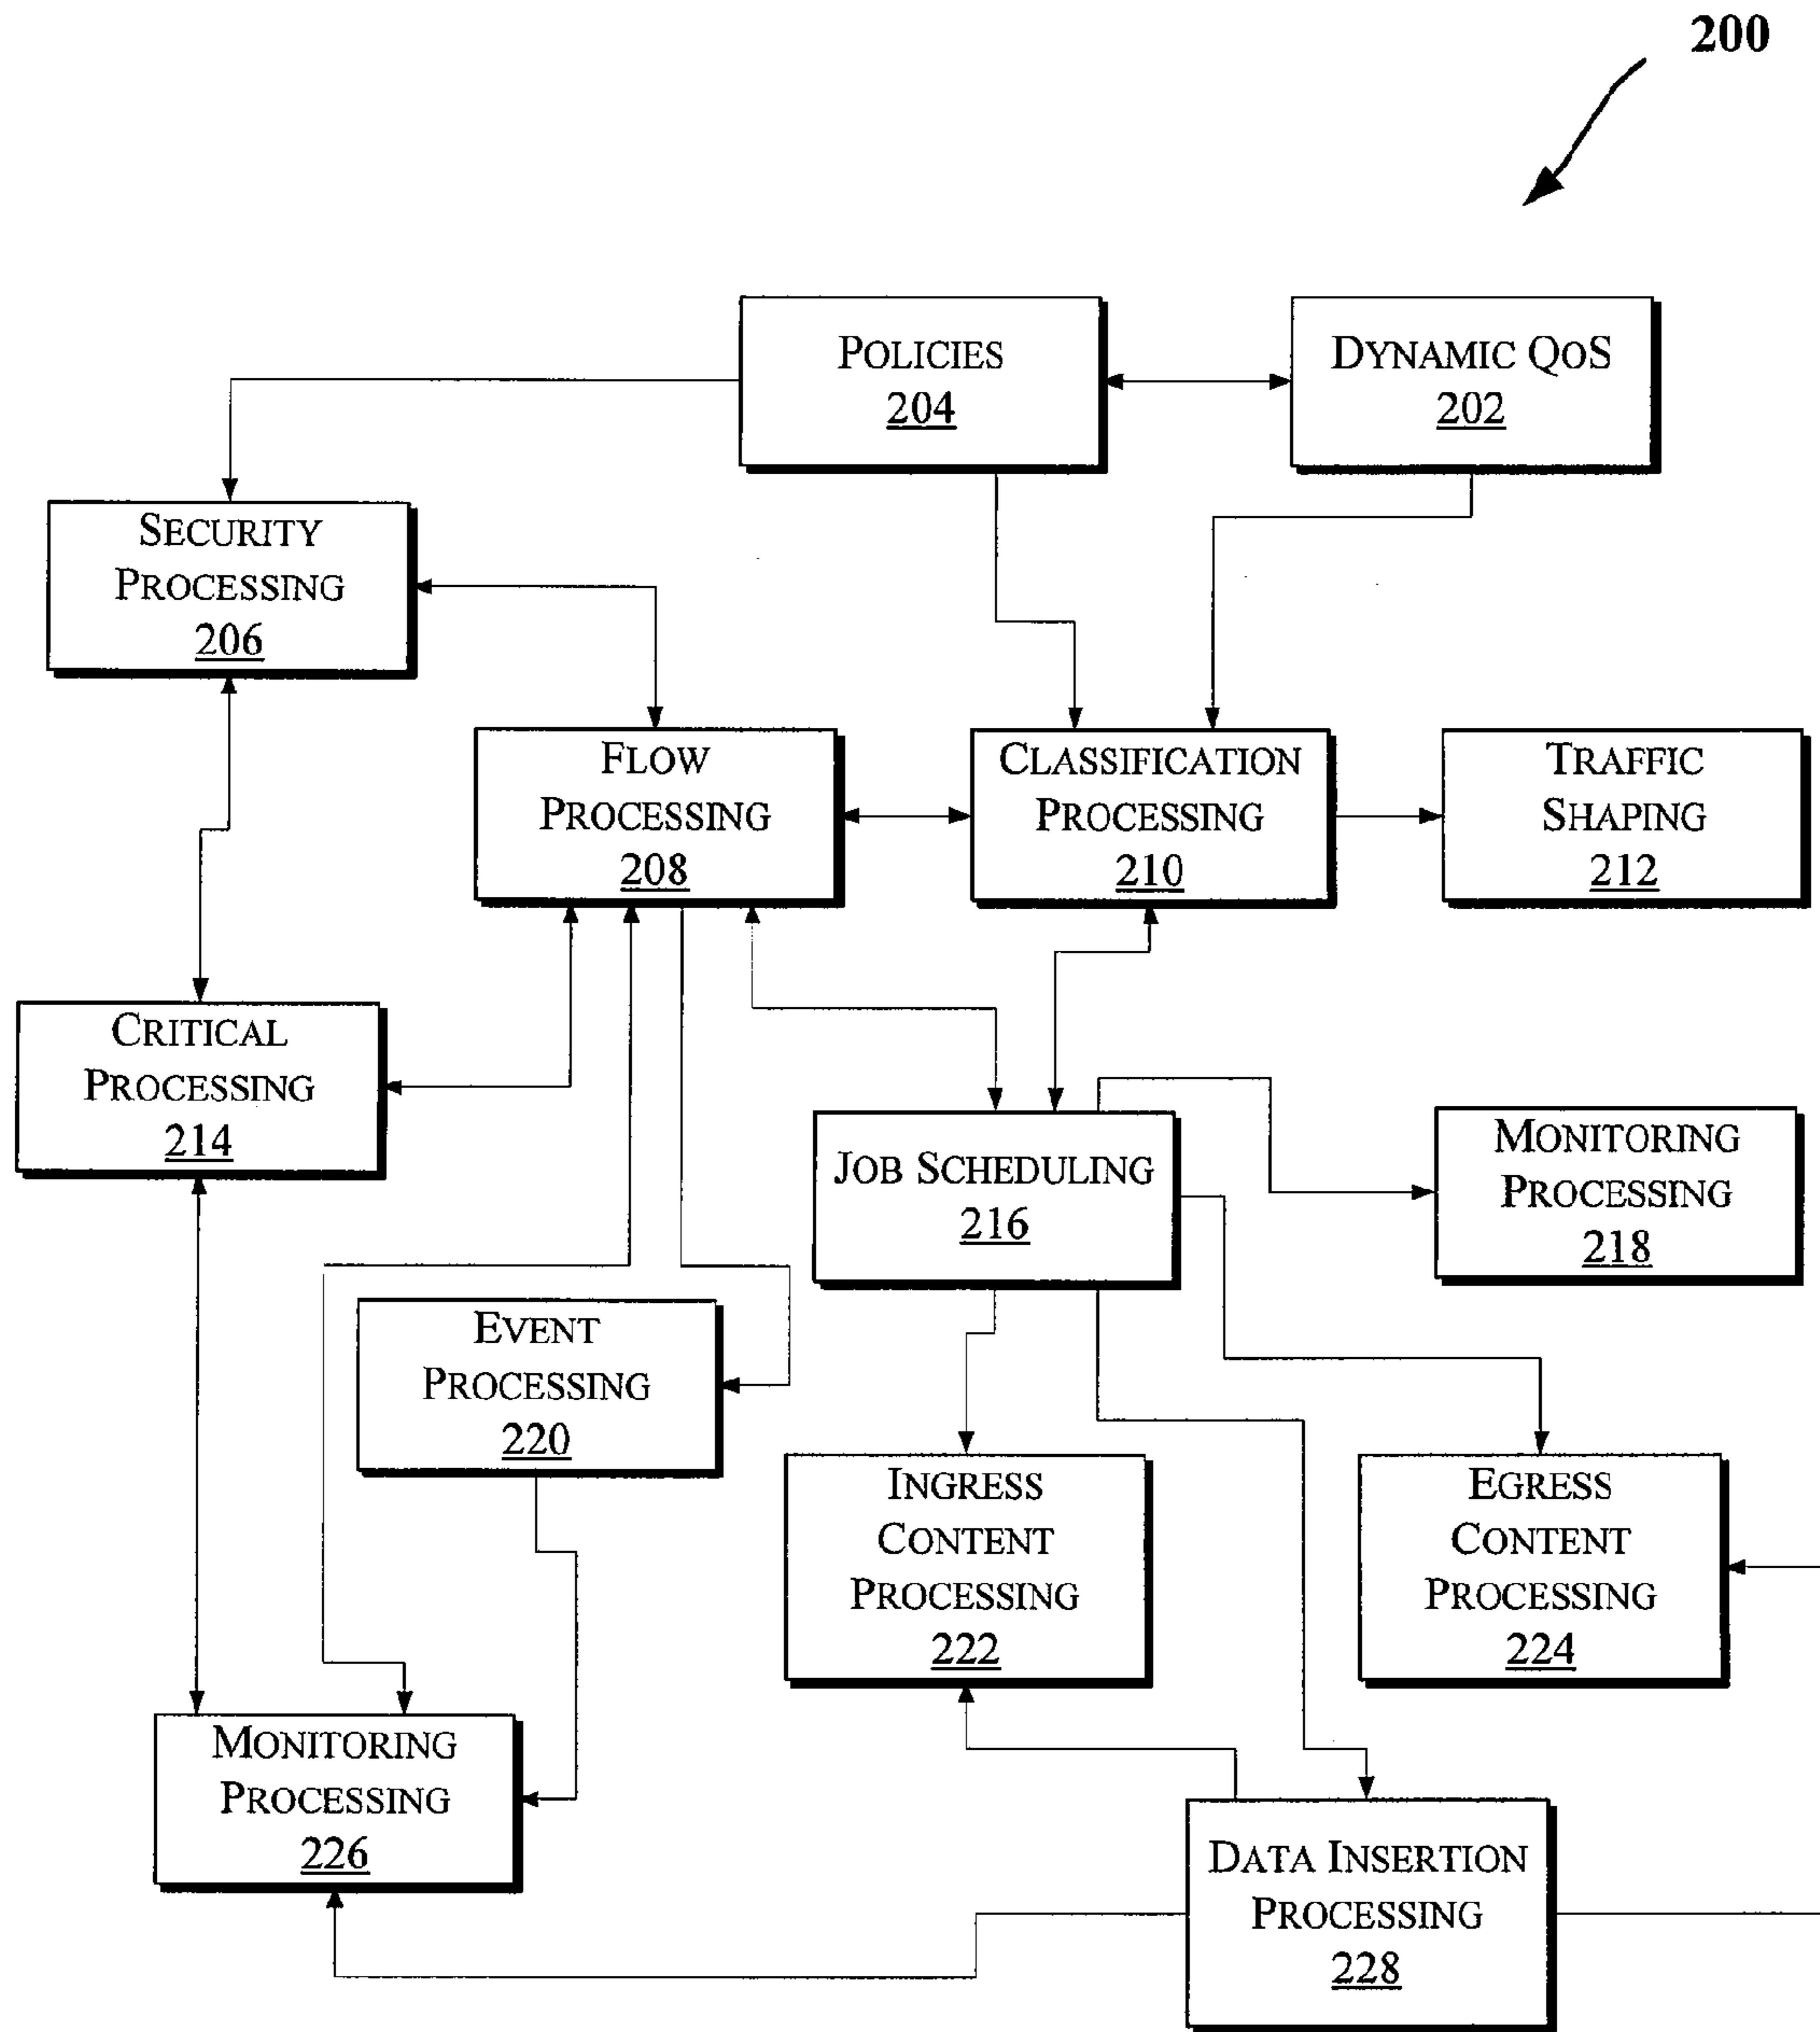 200
POLICIES
204
DYNAMIC QOS
202
SECURITY
PROCESSING
206
FLOW
PROCESSING
208
CLASSIFICATION
PROCESSING
210
TRAFFIC
SHAPING
212
CRITICAL
PROCESSING
214
JOB SCHEDULING
216
MONITORING
PROCESSING
218
EVENT
PROCESSING
220
INGRESS
CONTENT
PROCESSING
222
EGRESS
CONTENT
PROCESSING
224
MONITORING
PROCESSING
226
DATA INSERTION
PROCESSING
228